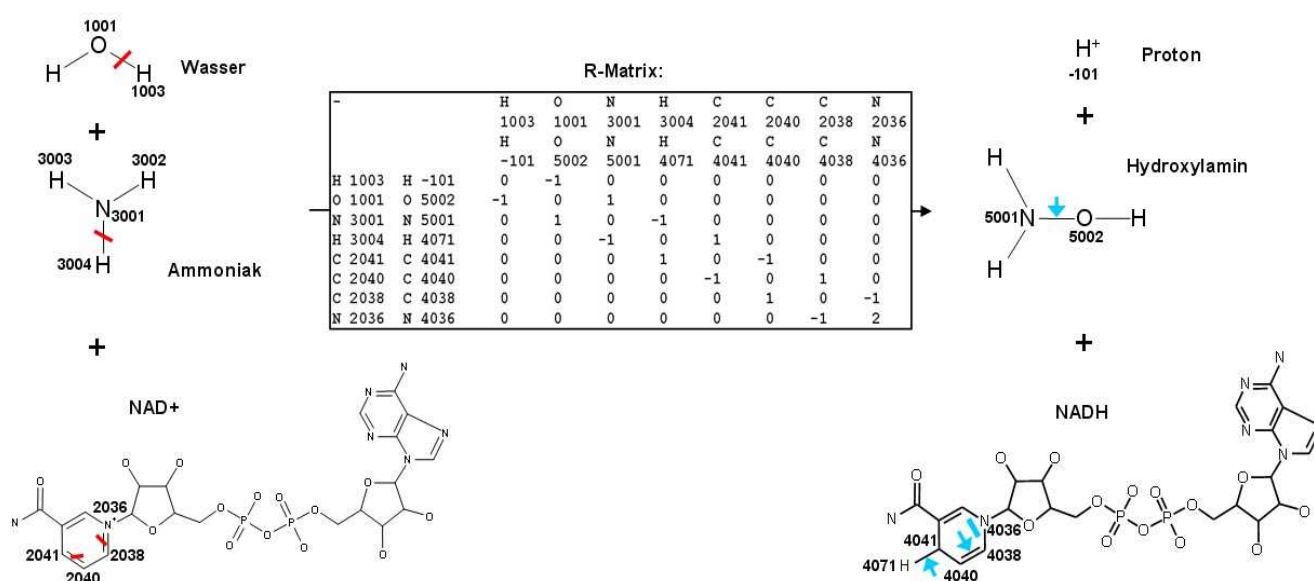 1001
O
H
H
1003
Wasser
+
3003
3002
H
H
N
3001
3004
H
Ammoniak
+
NAD+
N
N
N
N
N
N
O
O
O
O
O
O
O
O
O
P
P
O
O
O
O
O
O
N
2036
N+
2041
2038
2040
R-Matrix:
- H O N H C C C N
1003 1001 3001 3004 2041 2040 2038 2036
H O N H C C C N
-101 5002 5001 4071 4041 4040 4038 4036
H 1003 H -101 0 -1 0 0 0 0 0 0
O 1001 O 5002 -1 0 1 0 0 0 0 0
N 3001 N 5001 0 1 0 -1 0 0 0 0
H 3004 H 4071 0 0 -1 0 1 0 0 0
C 2041 C 4041 0 0 0 1 0 -1 0 0
C 2040 C 4040 0 0 0 0 -1 0 1 0
C 2038 C 4038 0 0 0 0 0 1 0 -1
N 2036 N 4036 0 0 0 0 0 0 -1 2
H+
-101
Proton
+
Hydroxylamin
H
5001 N O H
5002
H
+
NADH
N
N
N
N
N
O
O
O
O
O
O
O
O
P
P
O
O
O
O
O
O
N
N
4036
4041
4038
4071 H
4040